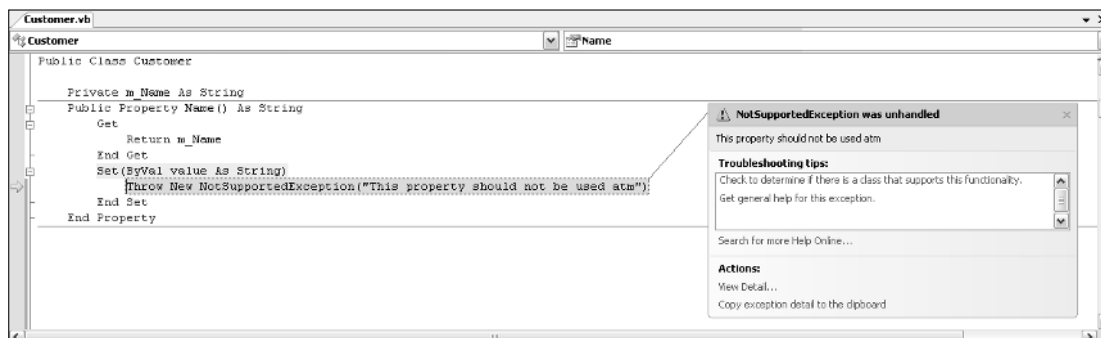 Customer.vb
Customer
Name
Public Class Customer
Private m_Name As String
Public Property Name() As String
Get
Return m_Name
End Get
Set(ByVal value As String)
Throw New NotSupportedException("This property should not be used atm")
End Set
End Property
NotSupportedException was unhandled
This property should not be used atm
Troubleshooting tips:
Check to determine if there is a class that supports this functionality.
Get general help for this exception.
Search for more Help Online...
Actions:
View Detail...
Copy exception detail to the clipboard